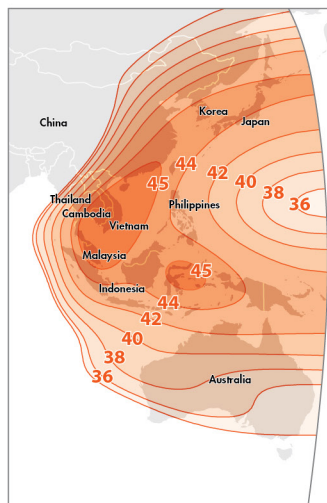 Korea
China
Japan
44
42
45
40
38
Thailand
36
Philippines
Cambodia
Vietnam
Malaysia
45
Indonesia
44
42
40
38
36
Australia